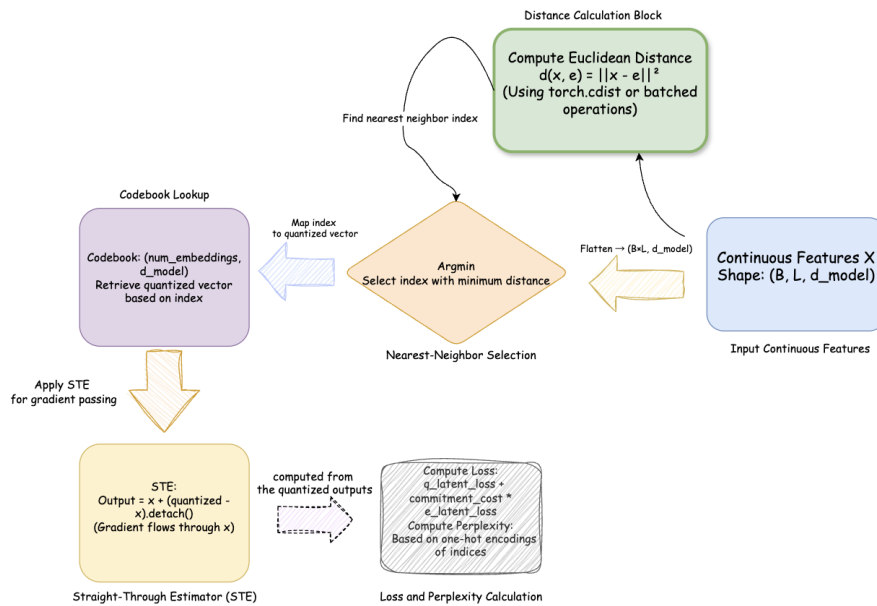 Distance Calculation Block
Compute Euclidean Distance
d(x, e) = ||x - e||²
(Using torch.cdist or batched
operations)
Find nearest neighbor index
Codebook Lookup
Map index
to quantized vector
Codebook: (num_embeddings,
d_model)
Retrieve quantized vector
based on index
Argmin
Select index with minimum distance
Nearest-Neighbor Selection
Flatten → (B×L, d_model)
Continuous Features X
Shape: (B, L, d_model)
Input Continuous Features
Apply STE
for gradient passing
STE:
Output = x + (quantized -
x).detach()
(Gradient flows through x)
Straight-Through Estimator (STE)
computed from
the quantized outputs
Compute Loss:
q_latent_loss +
commitment_cost *
e_latent_loss
Compute Perplexity:
Based on one-hot encodings
of indices
Loss and Perplexity Calculation